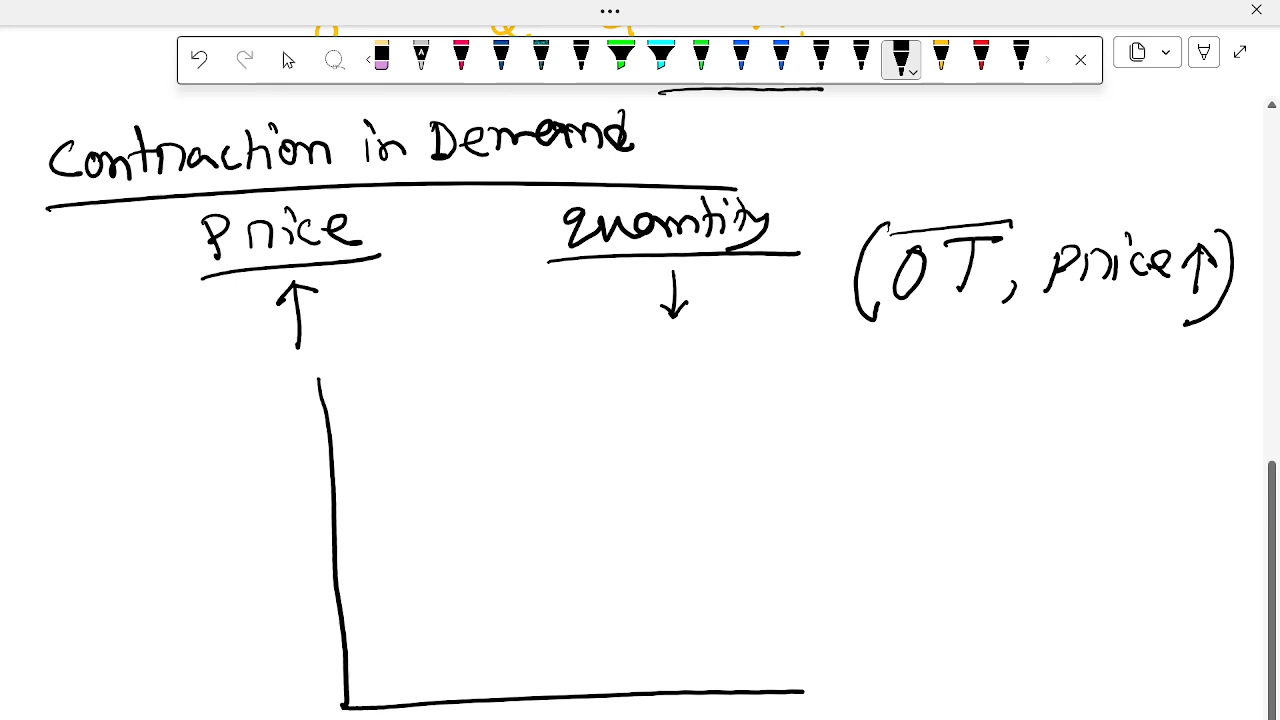 Contraction in Demand
Price quantity (OT, Price↑)
↑ ↓